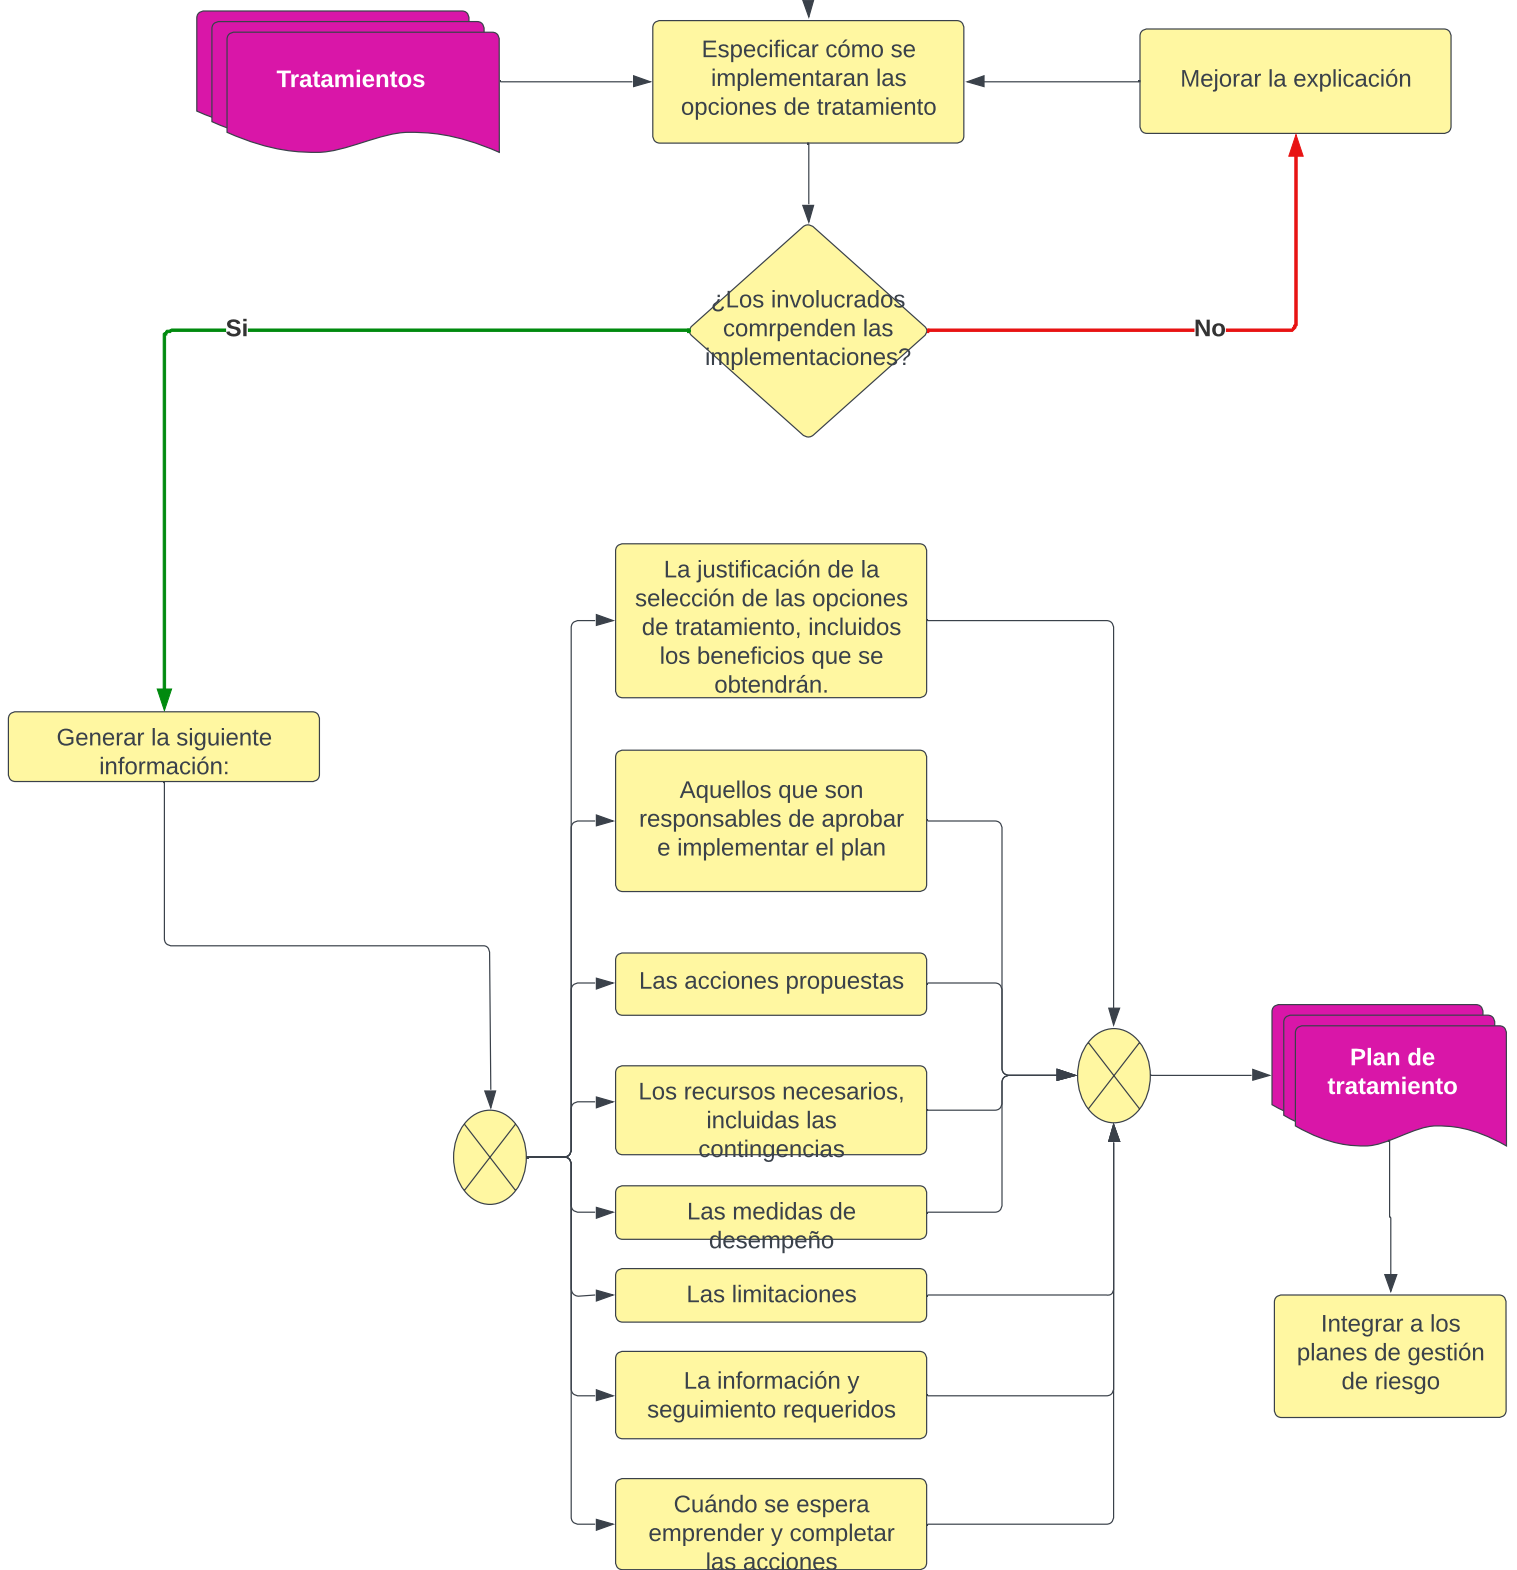 Tratamientos
Especificar cómo se
implementaran las
opciones de tratamiento
Mejorar la explicación
¿Los involucrados
comrpenden las
implementaciones?
Si
No
La justificación de la
selección de las opciones
de tratamiento, incluidos
los beneficios que se
obtendrán.
Generar la siguiente
información:
Aquellos que son
responsables de aprobar
e implementar el plan
Las acciones propuestas
Los recursos necesarios,
incluidas las
contingencias
Las medidas de
desempeño
Las limitaciones
La información y
seguimiento requeridos
Cuándo se espera
emprender y completar
las acciones
Plan de
tratamiento
Integrar a los
planes de gestión
de riesgo